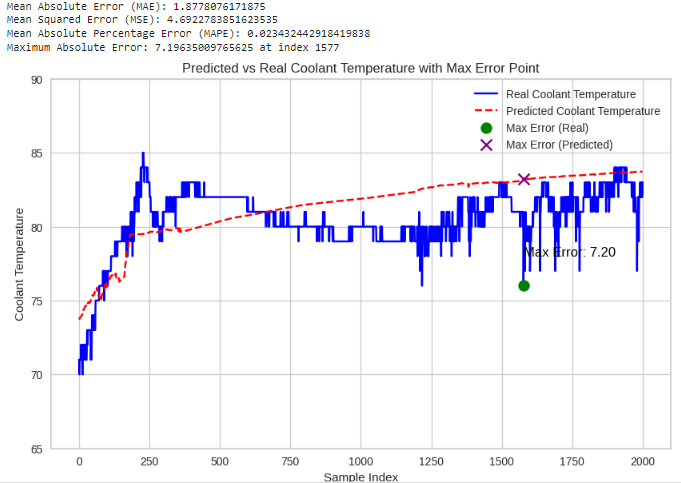 Mean Absolute Error (MAE): 1.8778076171875
Mean Squared Error (MSE): 4.6922783851623535
Mean Absolute Percentage Error (MAPE): 0.023432442918419838
Maximum Absolute Error: 7.19635009765625 at index 1577
Predicted vs Real Coolant Temperature with Max Error Point
90
85
80
75
70
65
Coolant Temperature
Real Coolant Temperature
Predicted Coolant Temperature
Max Error (Real)
Max Error (Predicted)
Max Error: 7.20
0 250 500 750 1000 1250 1500 1750 2000
Sample Index